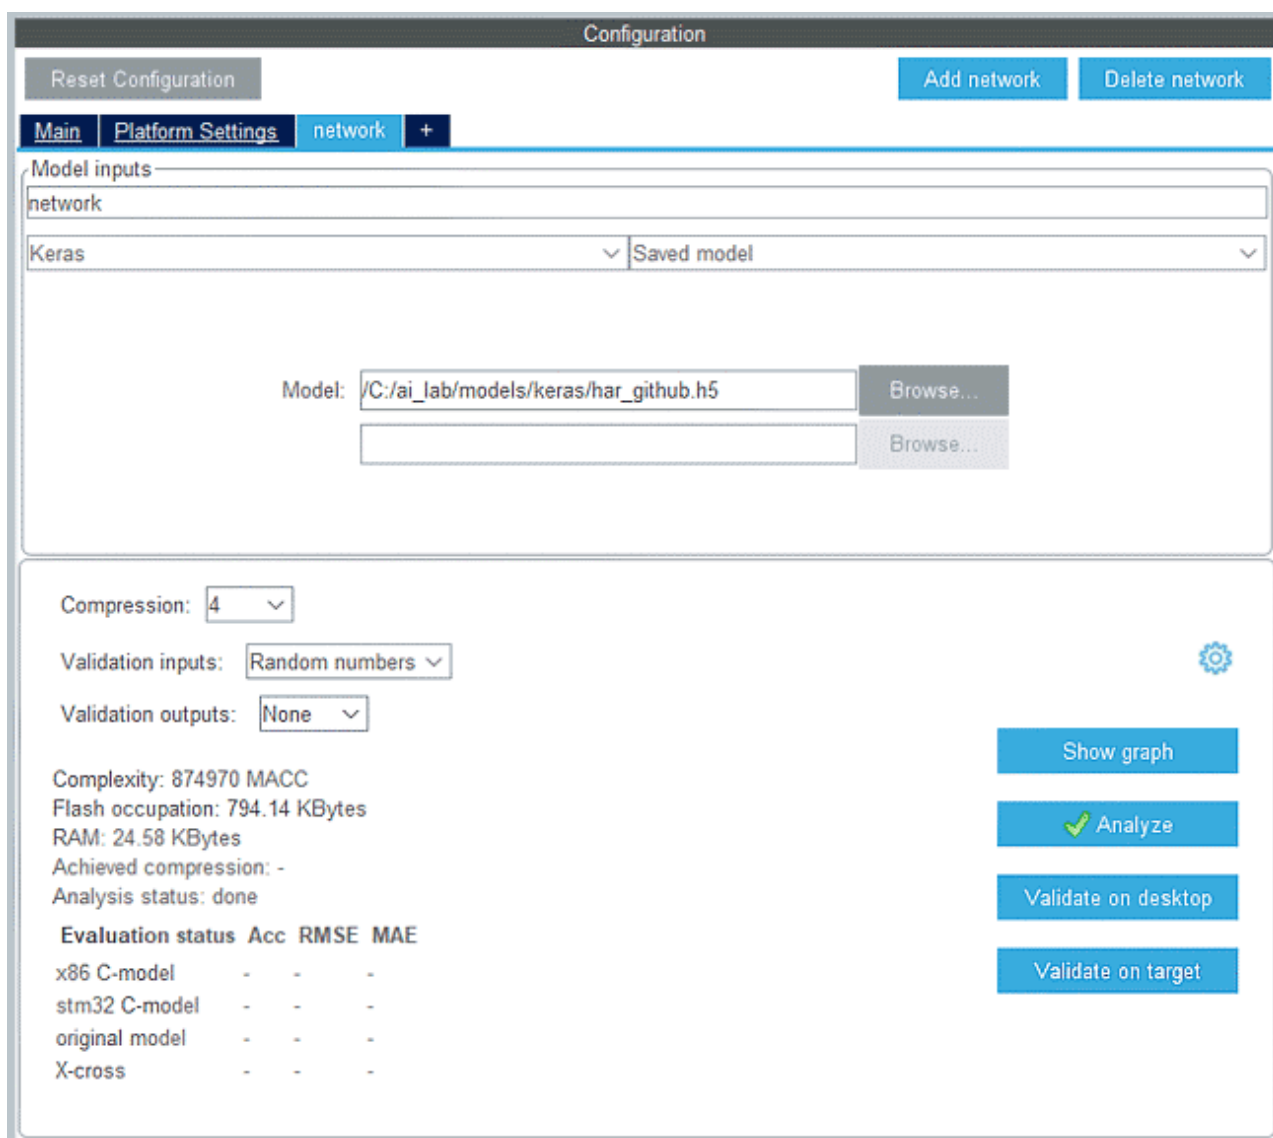 Configuration
Reset Configuration Add network Delete network
Main Platform Settings network +
Model inputs
network
Keras Saved model
Model: /C:/ai_lab/models/keras/har_github.h5 Browse...
Browse...
Compression: 4
Validation inputs: Random numbers
Validation outputs: None
Show graph
Complexity: 874970 MACC
Flash occupation: 794.14 KBytes
RAM: 24.58 KBytes
Analyze
Achieved compression: -
Analysis status: done
Validate on desktop
Evaluation status Acc RMSE MAE
x86 C-model - - -
Validate on target
stm32 C-model - - -
original model - - -
X-cross - - -